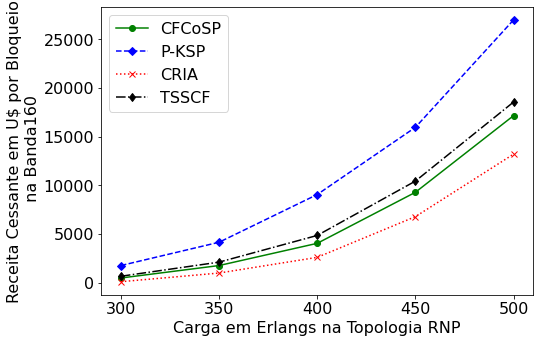 Receita Cessante em U$ por Bloqueio
na Banda160
25000
20000
15000
10000
5000
0
CFCoSP
P-KSP
CRIA
TSSCF
300 350 400 450 500
Carga em Erlangs na Topologia RNP